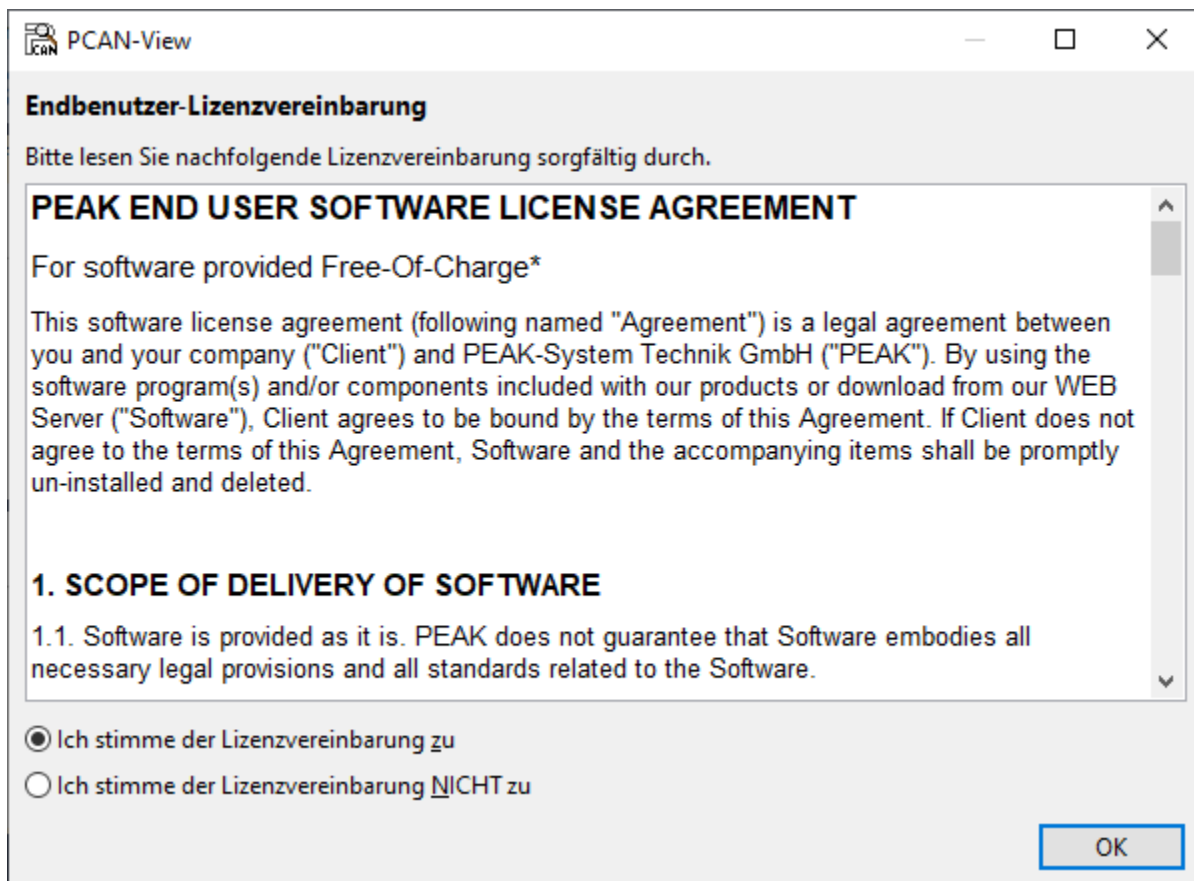 PCAN-View
Endbenutzer-Lizenzvereinbarung
Bitte lesen Sie nachfolgende Lizenzvereinbarung sorgfältig durch.
PEAK END USER SOFTWARE LICENSE AGREEMENT
For software provided Free-Of-Charge*
This software license agreement (following named "Agreement") is a legal agreement between
you and your company ("Client") and PEAK-System Technik GmbH ("PEAK"). By using the
software program(s) and/or components included with our products or download from our WEB
Server ("Software"), Client agrees to be bound by the terms of this Agreement. If Client does not
agree to the terms of this Agreement, Software and the accompanying items shall be promptly
un-installed and deleted.
1. SCOPE OF DELIVERY OF SOFTWARE
1.1. Software is provided as it is. PEAK does not guarantee that Software embodies all
necessary legal provisions and all standards related to the Software.
Ich stimme der Lizenzvereinbarung zu
Ich stimme der Lizenzvereinbarung NICHT zu
OK